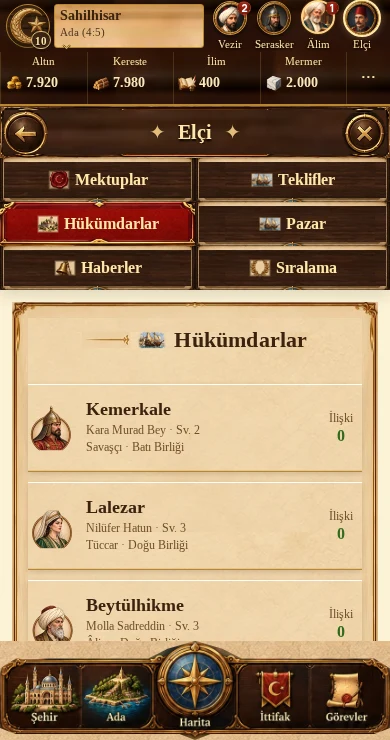 10
Sahilhisar
Ada (4:5)
2
1
Vezir
Serasker
Âlim
Elçi
Altun
7.920
Kereste
7.980
İlim
400
Mermer
2.000
...
Elçi
Mektuplar
Teklifler
Hükümdarlar
Pazar
Haberler
Sıralama
Hükümdarlar
Kemerkale
Kara Murad Bey · Sv. 2
Savaşçı · Batı Birliği
İlişki
0
Lalezar
Nilüfer Hatun · Sv. 3
Tüccar · Doğu Birliği
İlişki
0
Beytülhikme
Molla Sadreddin · Sv. 3
İlişki
0
Şehir
Ada
Harita
İttifak
Görevler